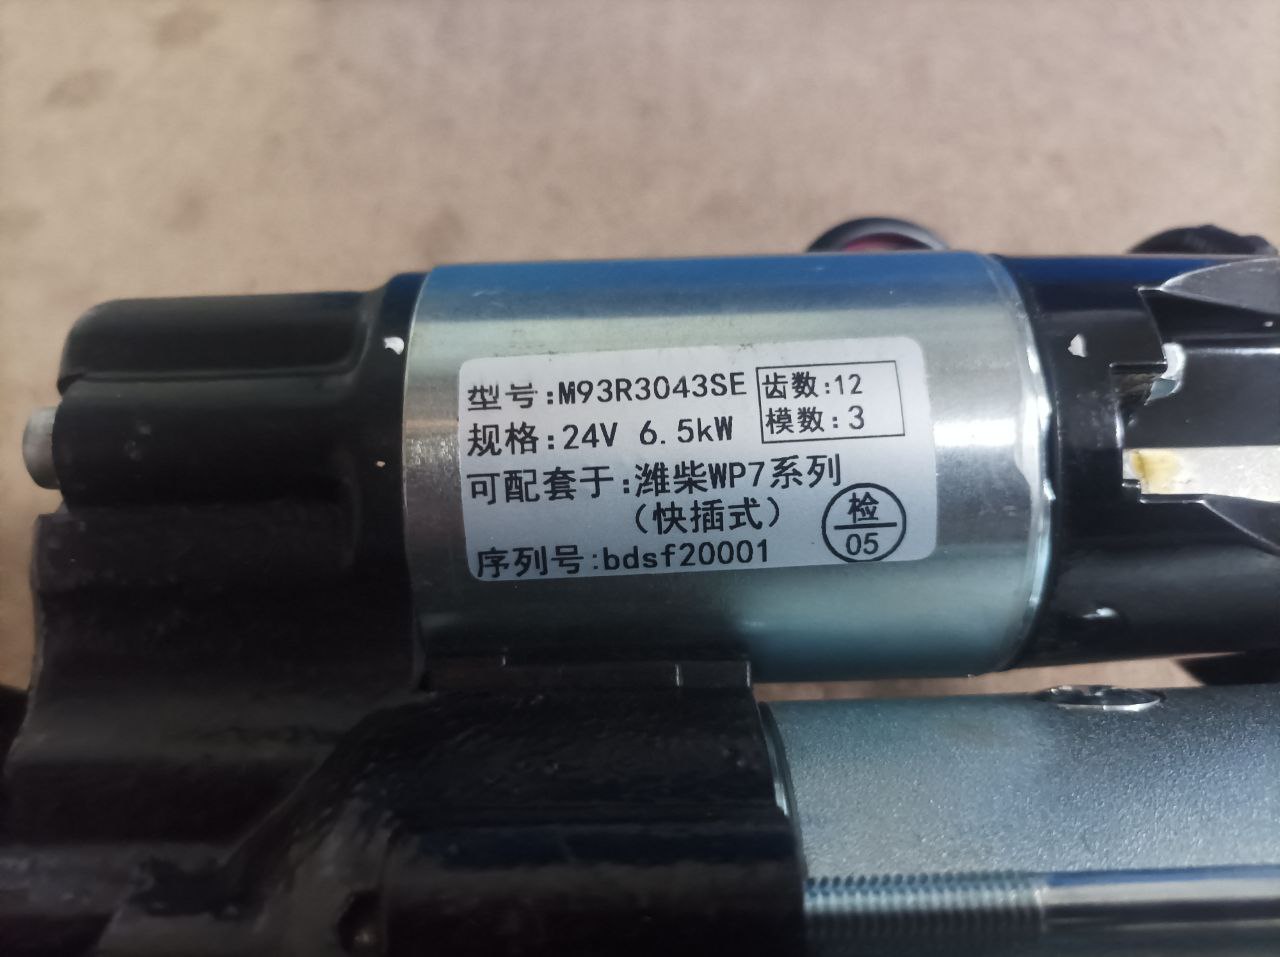 型号:M93R3043SE
齿数:12
模数:3
规格:24V 6.5kW
可配套于:潍柴WP7系列
(快插式)
序列号:bdsf20001
检
05